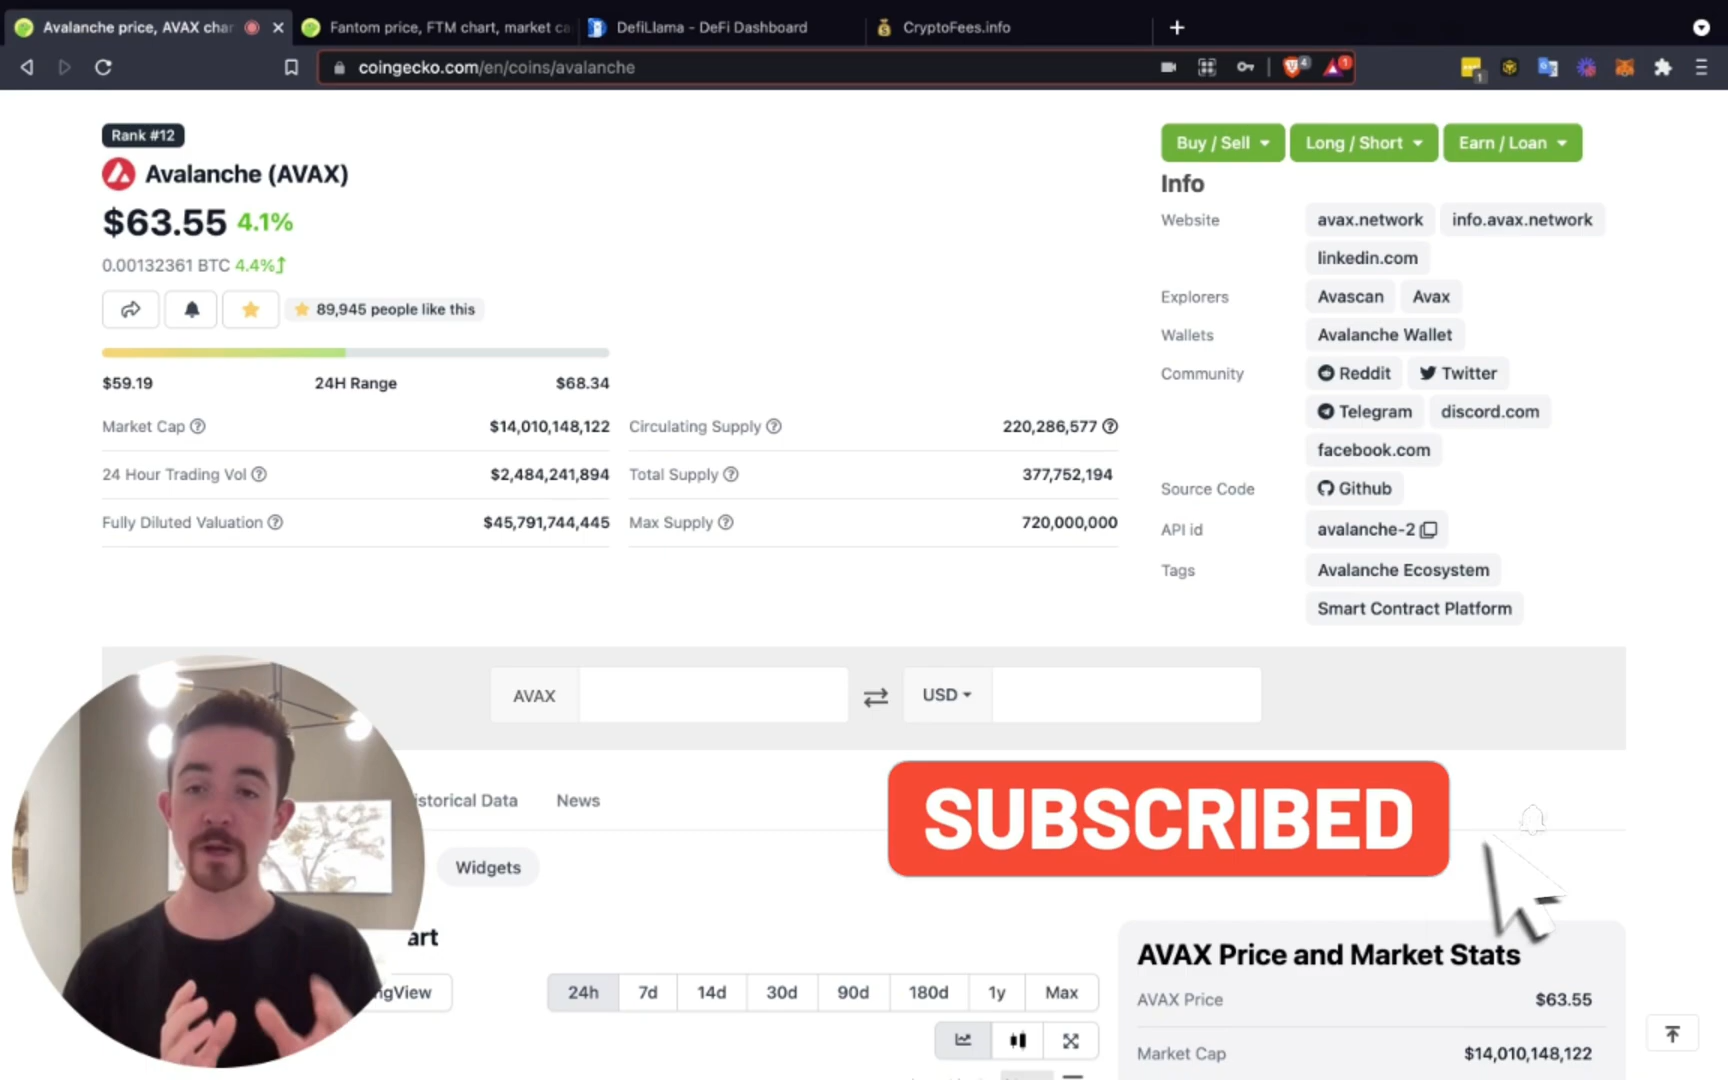 Avalanche price, AVAX char
Fantom price, FTM chart, market ca
DefiLlama - DeFi Dashboard
CryptoFees.info
coingecko.com/en/coins/avalanche
4
1
1
Rank #12
Avalanche (AVAX)
$63.55 4.1%
0.00132361 BTC 4.4%
89,945 people like this
$59.19 24H Range $68.34
Market Cap $14,010,148,122
24 Hour Trading Vol $2,484,241,894
Fully Diluted Valuation $45,791,744,445
Circulating Supply 220,286,577
Total Supply 377,752,194
Max Supply 720,000,000
Buy / Sell Long / Short Earn / Loan
Info
Website avax.network info.avax.network
linkedin.com
Explorers Avascan Avax
Wallets Avalanche Wallet
Community Reddit Twitter
Telegram discord.com
facebook.com
Source Code Github
API id avalanche-2
Tags Avalanche Ecosystem
Smart Contract Platform
AVAX USD
istorical Data News
SUBSCRIBED
Widgets
art
ngView
24h 7d 14d 30d 90d 180d 1y Max
AVAX Price and Market Stats
AVAX Price $63.55
Market Cap $14,010,148,122